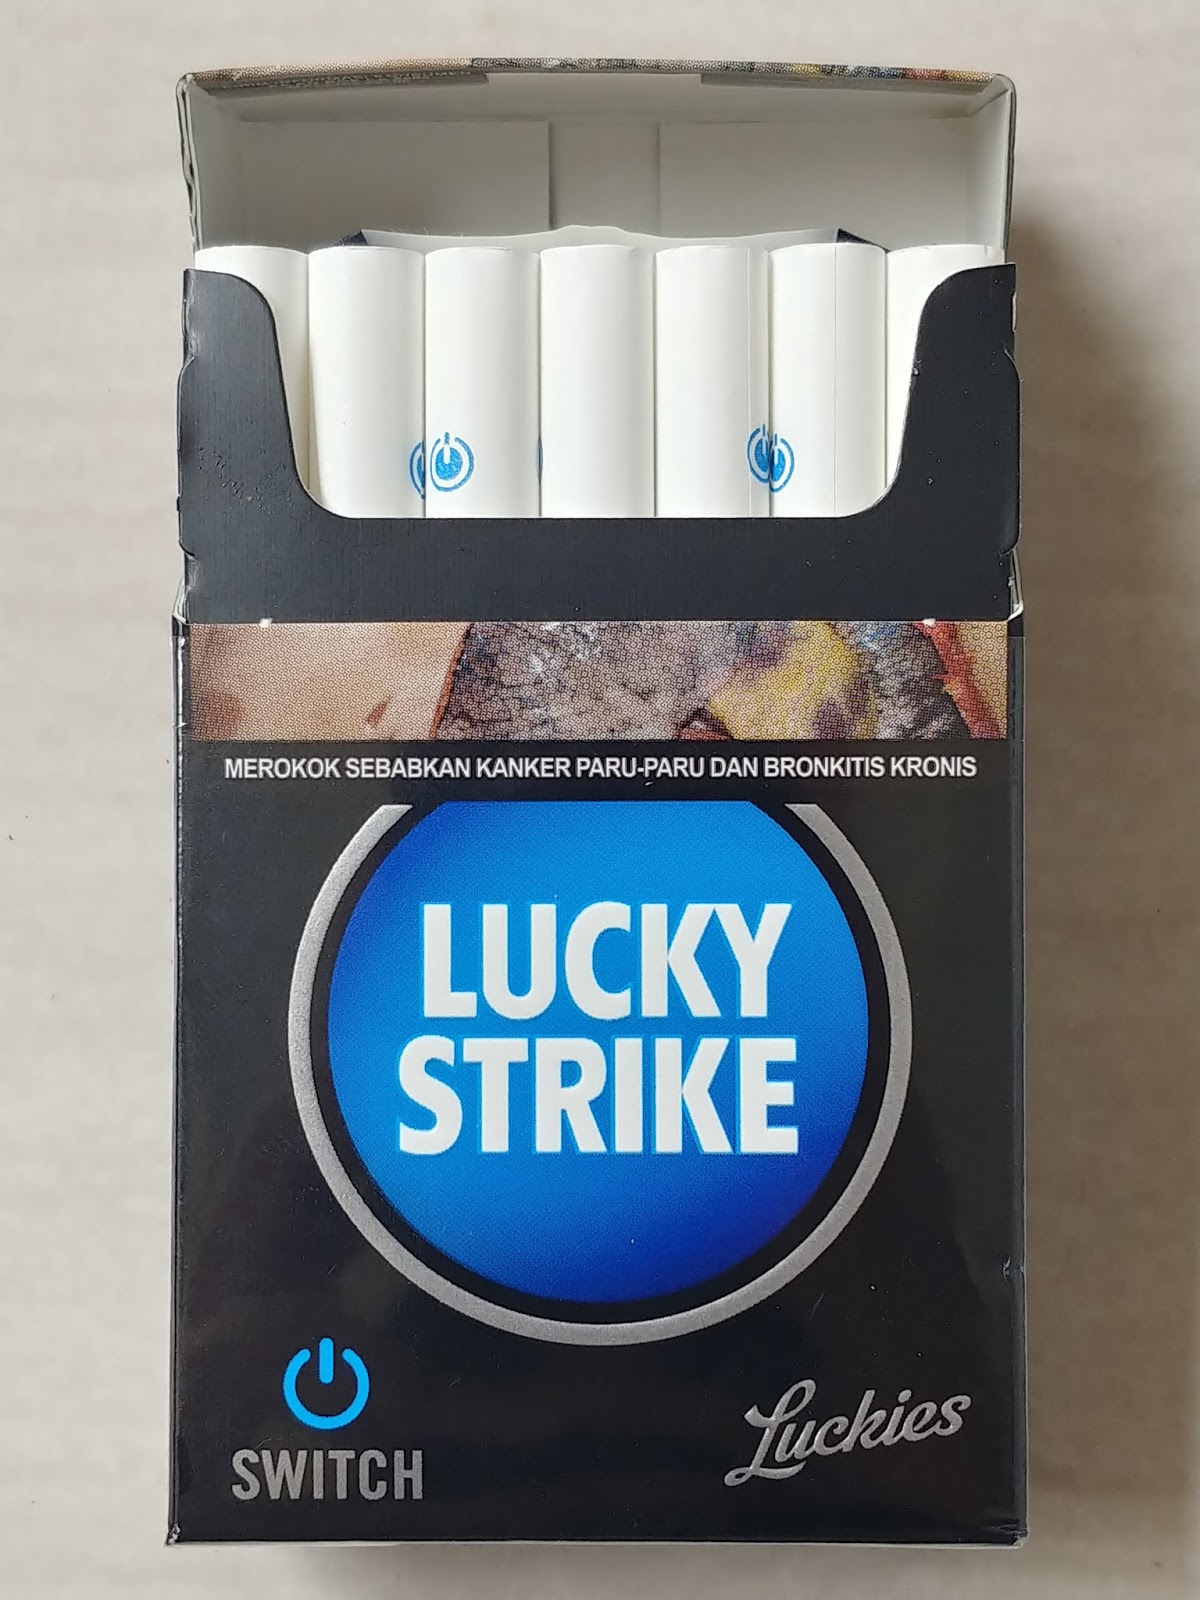 MEROKOK SEBABKAN KANKER PARU-PARU DAN BRONKITIS KRONIS
LUCKY
STRIKE
SWITCH
Luckies